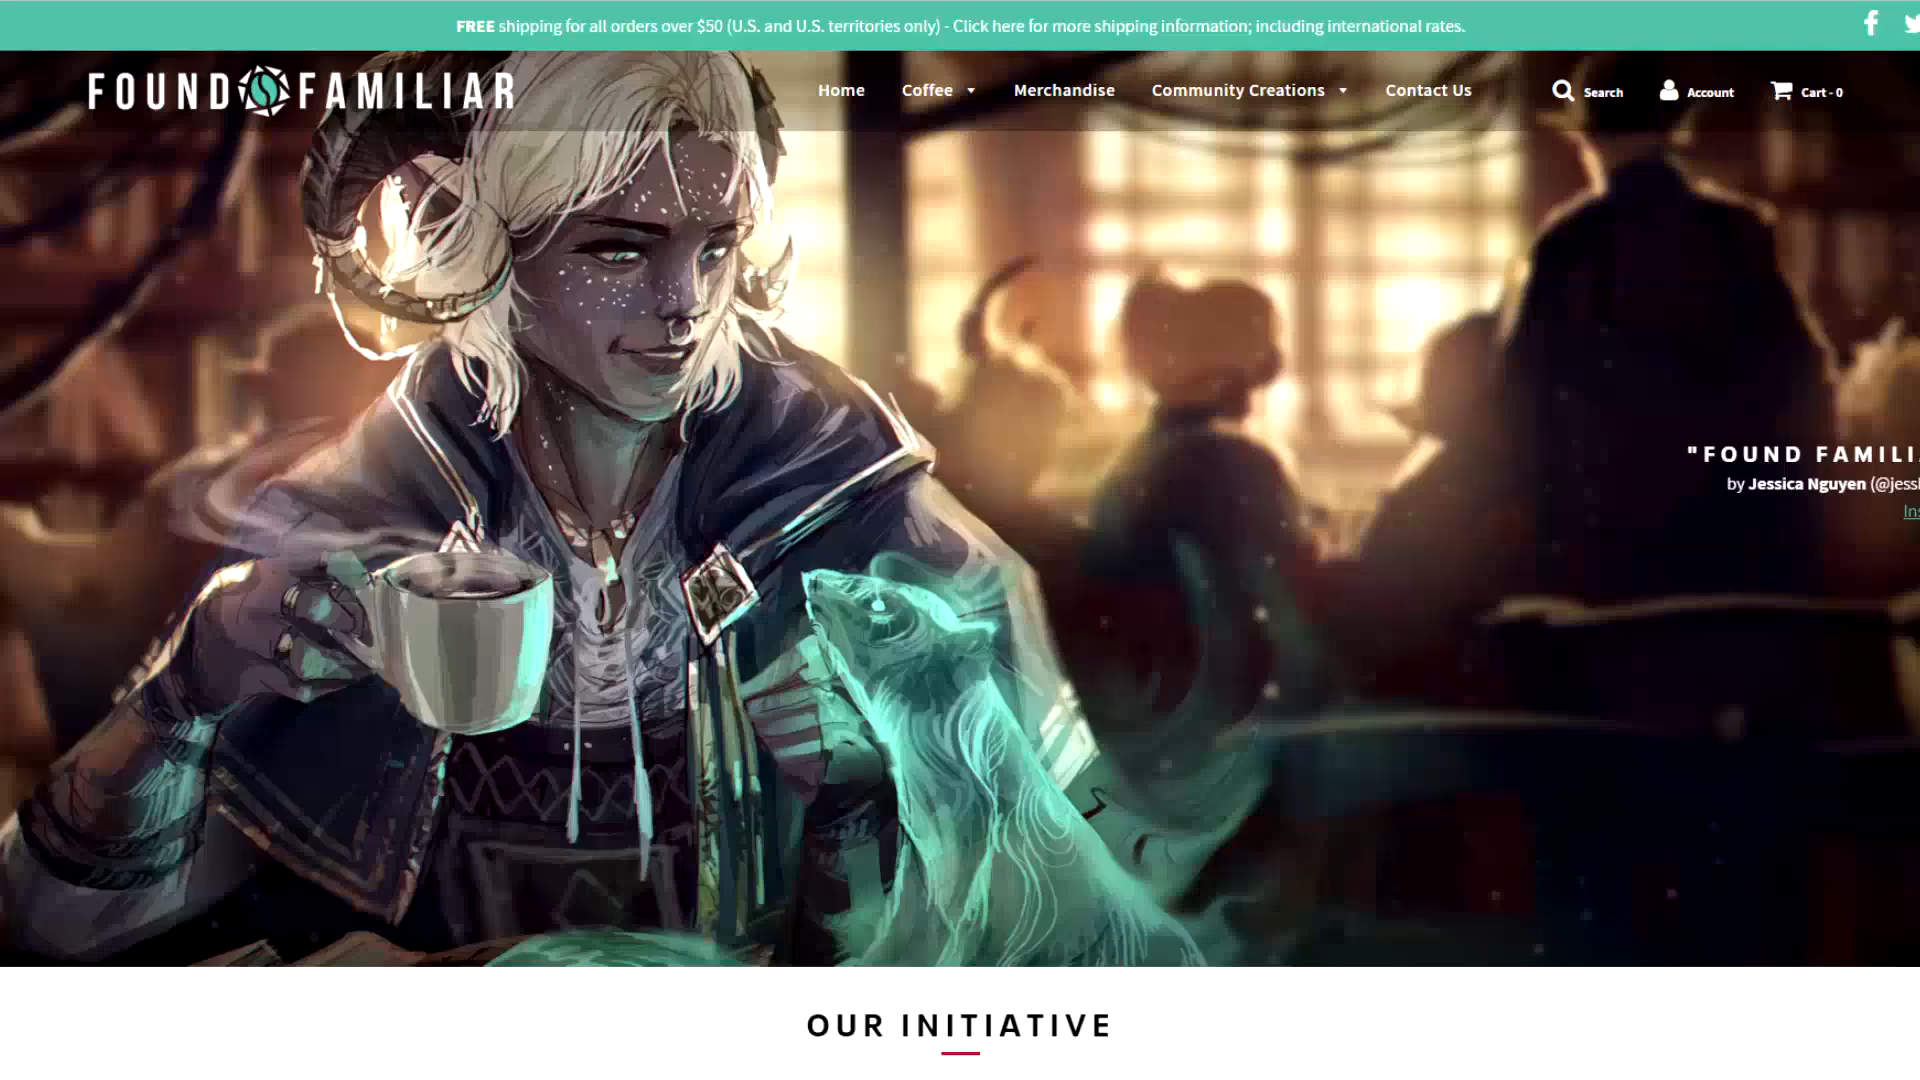 FREE shipping for all orders over $50 (U.S. and U.S. territories only) - Click here for more shipping information; including international rates.
FOUND FAMILIAR
Home Coffee Merchandise Community Creations Contact Us Search Account Cart - 0
"FOUND FAMILI
by Jessica Nguyen (@jess
Ins
OUR INITIATIVE